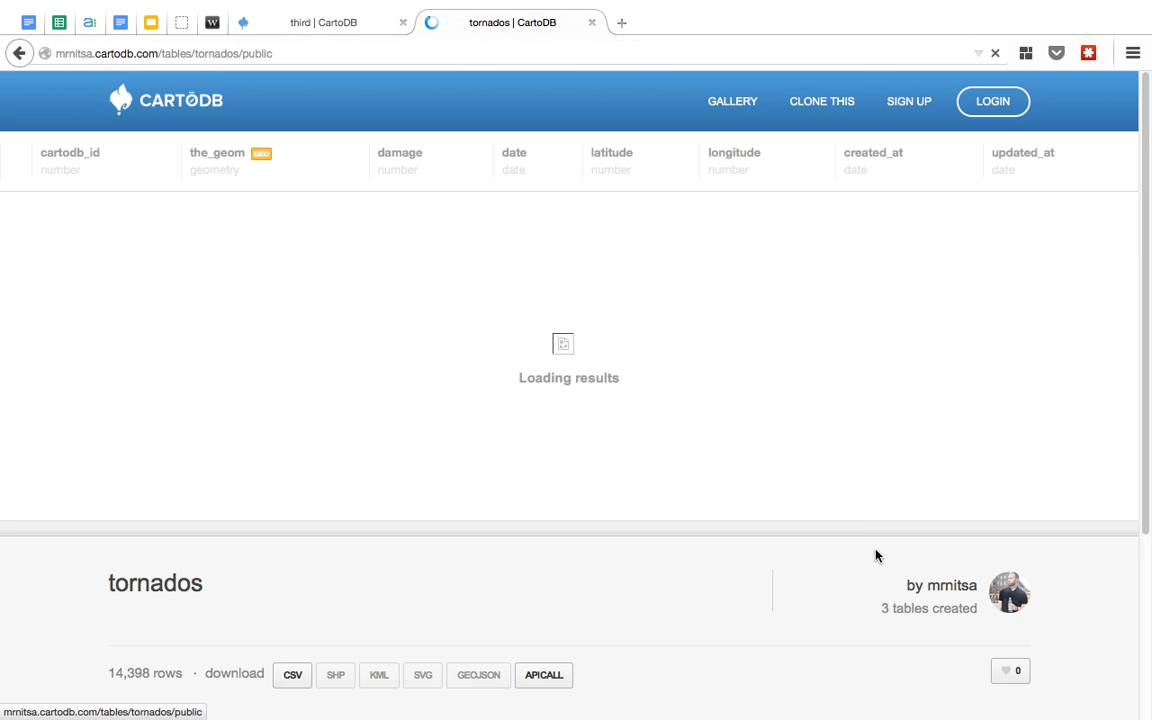 third | CartoDB
tornados | CartoDB
mrnitsa.cartodb.com/tables/tornados/public
CARTŌDB
GALLERY
CLONE THIS
SIGN UP
LOGIN
cartodb_id
the_geom GEO
damage
date
latitude
longitude
created_at
updated_at
number
geometry
number
date
number
number
date
date
Loading results
tornados
by mrnitsa
3 tables created
14,398 rows · download CSV SHP KML SVG GEOJSON APICALL
0
mrnitsa.cartodb.com/tables/tornados/public